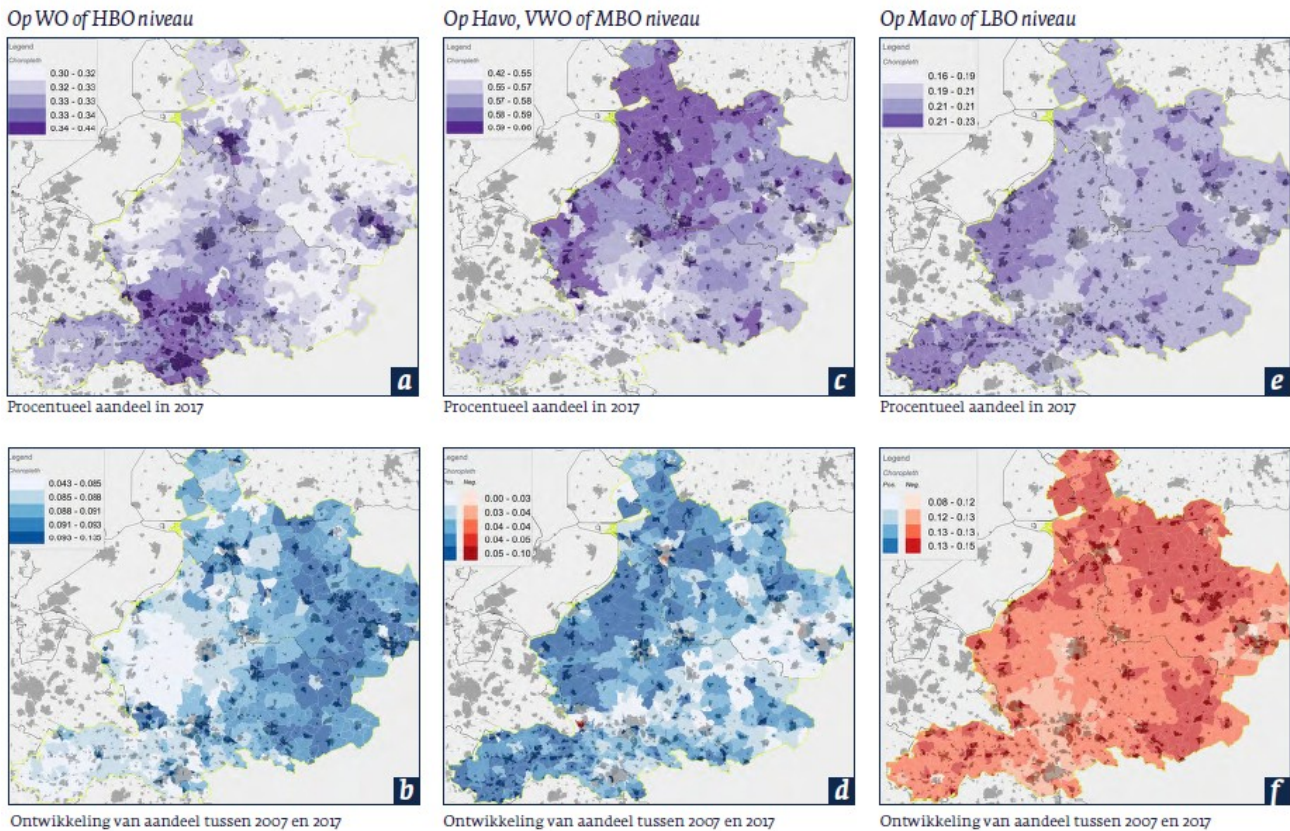 Op WO of HBO niveau
Legend
Choropleth
0.30 - 0.32
0.32 - 0.33
0.33 - 0.33
0.33 - 0.34
0.34 - 0.44
a
Procentueel aandeel in 2017
Op Havo, VWO of MBO niveau
Legend
Choropleth
0.42 - 0.55
0.55 - 0.57
0.57 - 0.58
0.58 - 0.59
0.59 - 0.66
c
Procentueel aandeel in 2017
Op Mavo of LBO niveau
Legend
Choropleth
0.16 - 0.19
0.19 - 0.21
0.21 - 0.21
0.21 - 0.23
e
Procentueel aandeel in 2017
Legend
Choropleth
0.043 - 0.085
0.085 - 0.088
0.088 - 0.091
0.091 - 0.093
0.093 - 0.135
b
Ontwikkeling van aandeel tussen 2007 en 2017
Legend
Choropleth
Pos. Neg.
0.00 - 0.03
0.03 - 0.04
0.04 - 0.04
0.04 - 0.05
0.05 - 0.10
d
Ontwikkeling van aandeel tussen 2007 en 2017
Legend
Choropleth
Pos. Neg.
0.08 - 0.12
0.12 - 0.13
0.13 - 0.13
0.13 - 0.15
f
Ontwikkeling van aandeel tussen 2007 en 2017